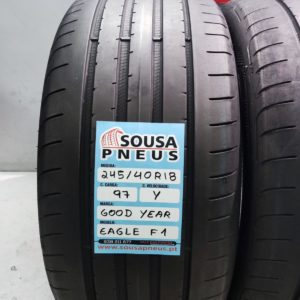 SOUSA
PNEUS
MEDIDA:
245/40R18
C. CARGA: C. VELOCIDADE:
97 Y
MARCA:
GOOD YEAR
MODELO:
EAGLE F1
www.sousapneus.pt